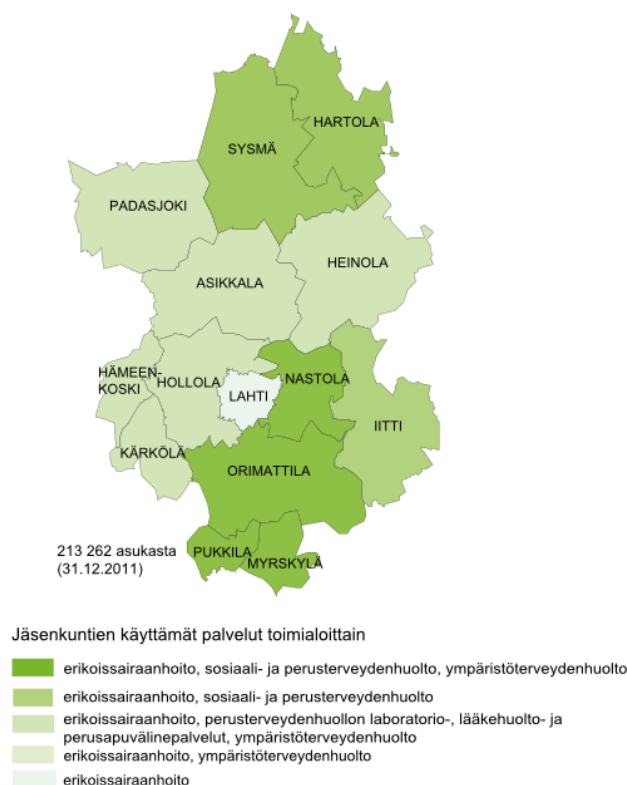 HARTOLA
SYSMÄ
PADASJOKI
HEINOLA
ASIKKALA
HÄMEEN-
KOSKI
HOLLOLA
LAHTI
NASTOLA
IITTI
KÄRKÖLÄ
ORIMATTILA
213 262 asukasta
(31.12.2011)
PUKKILA
MYRSKYLÄ
Jäsenkuntien käyttämät palvelut toimialoittain
erikoissairaanhoito, sosiaali- ja perusterveydenhuolto, ympäristöterveydenhuolto
erikoissairaanhoito, sosiaali- ja perusterveydenhuolto
erikoissairaanhoito, perusterveydenhuollon laboratorio-, lääkehuolto- ja
perusapuvälinepalvelut, ympäristöterveydenhuolto
erikoissairaanhoito, ympäristöterveydenhuolto
erikoissairaanhoito